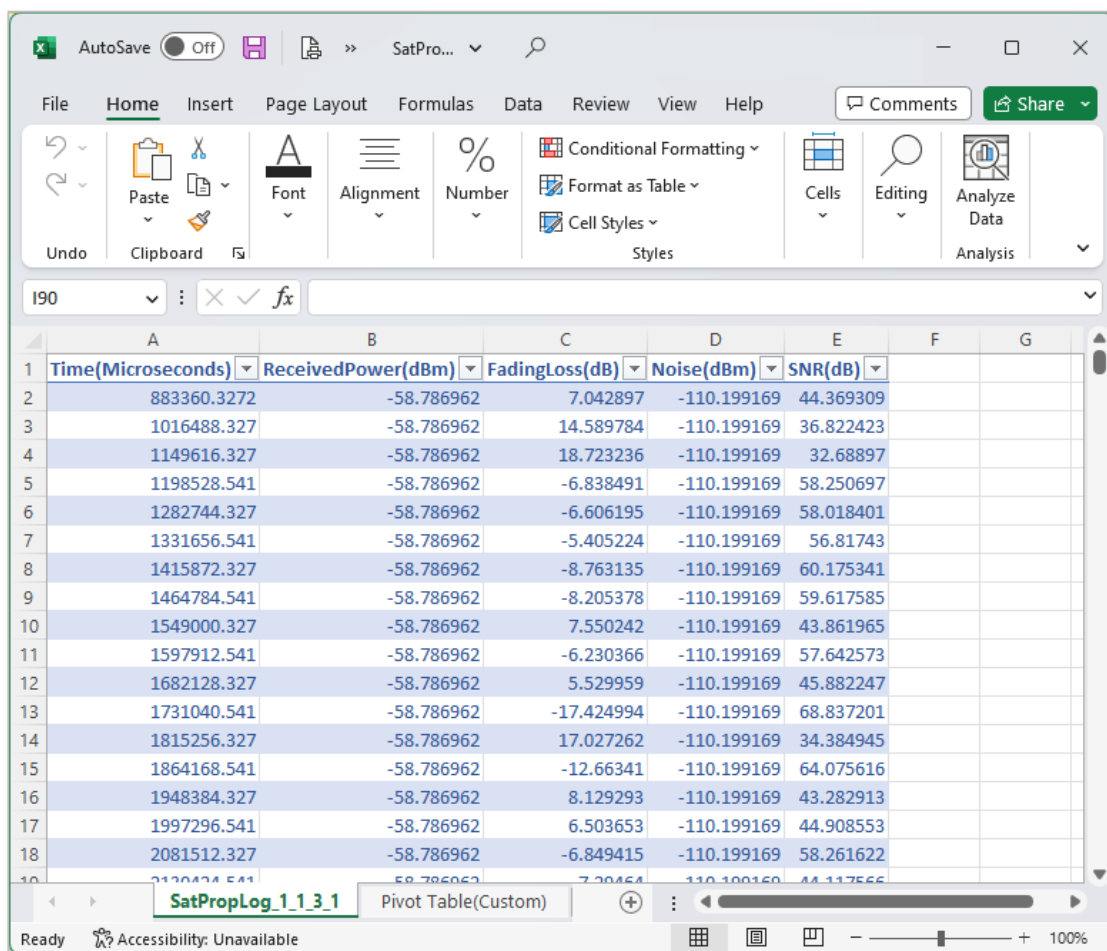 AutoSave Off » SatPro...
File Home Insert Page Layout Formulas Data Review View Help Comments Share
Paste Font Alignment Number Conditional Formatting Format as Table Cell Styles Cells Editing Analyze Data
Undo Clipboard Styles Analysis
I90 fx
A B C D E F G
1 Time(Microseconds) ReceivedPower(dBm) FadingLoss(dB) Noise(dBm) SNR(dB)
2 883360.3272 -58.786962 7.042897 -110.199169 44.369309
3 1016488.327 -58.786962 14.589784 -110.199169 36.822423
4 1149616.327 -58.786962 18.723236 -110.199169 32.68897
5 1198528.541 -58.786962 -6.838491 -110.199169 58.250697
6 1282744.327 -58.786962 -6.606195 -110.199169 58.018401
7 1331656.541 -58.786962 -5.405224 -110.199169 56.81743
8 1415872.327 -58.786962 -8.763135 -110.199169 60.175341
9 1464784.541 -58.786962 -8.205378 -110.199169 59.617585
10 1549000.327 -58.786962 7.550242 -110.199169 43.861965
11 1597912.541 -58.786962 -6.230366 -110.199169 57.642573
12 1682128.327 -58.786962 5.529959 -110.199169 45.882247
13 1731040.541 -58.786962 -17.424994 -110.199169 68.837201
14 1815256.327 -58.786962 17.027262 -110.199169 34.384945
15 1864168.541 -58.786962 -12.66341 -110.199169 64.075616
16 1948384.327 -58.786962 8.129293 -110.199169 43.282913
17 1997296.541 -58.786962 6.503653 -110.199169 44.908553
18 2081512.327 -58.786962 -6.849415 -110.199169 58.261622
SatPropLog_1_1_3_1 Pivot Table(Custom)
Ready Accessibility: Unavailable 100%